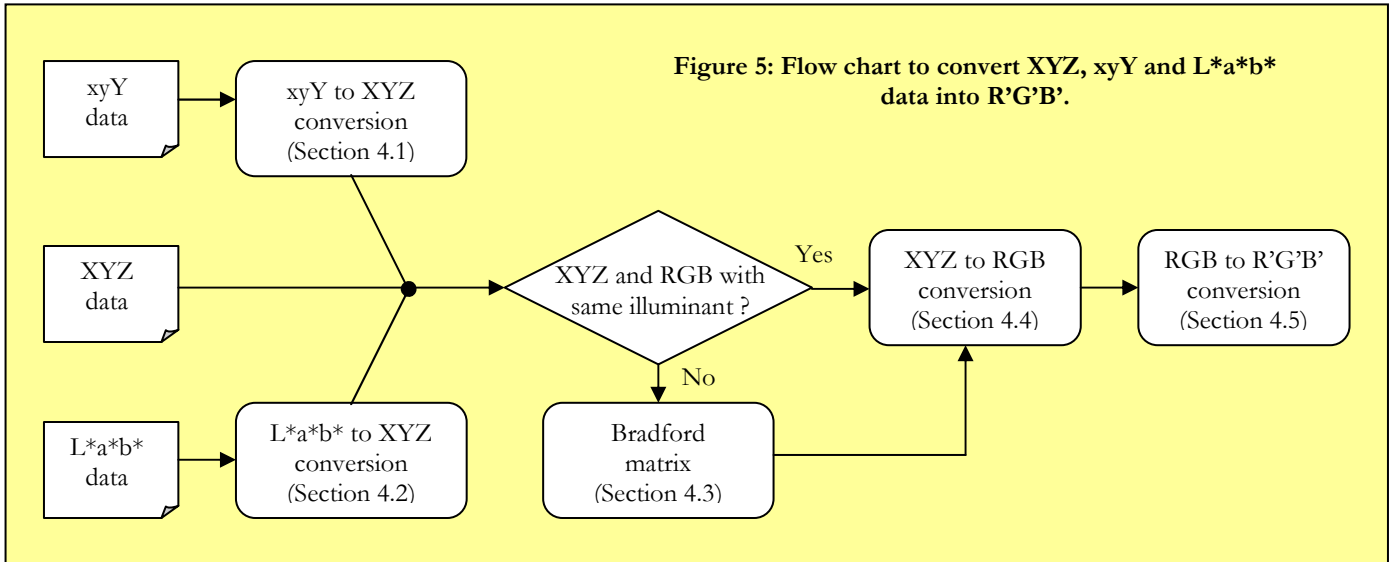 Figure 5: Flow chart to convert XYZ, xyY and L*a*b*
data into R'G'B'.
xyY
data
xyY to XYZ
conversion
(Section 4.1)
XYZ
data
XYZ and RGB with
same illuminant ?
Yes
XYZ to RGB
conversion
(Section 4.4)
RGB to R'G'B'
conversion
(Section 4.5)
No
L*a*b*
data
L*a*b* to XYZ
conversion
(Section 4.2)
Bradford
matrix
(Section 4.3)